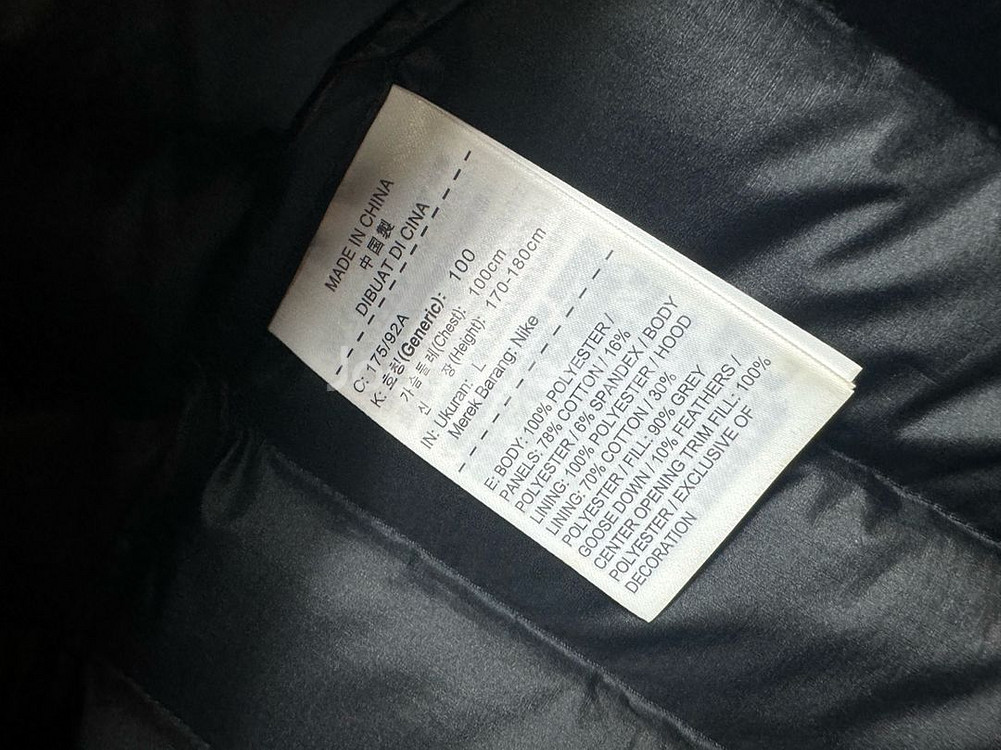 MADE IN CHINA
中国製
DIBUAT DI CINA
C: 175/92A
K: 호칭(Generic): 100
가슴둘레(Chest): 100cm
신 장(Height): 170-180cm
IN: Ukuran: L
Merek Barang: Nike
E: BODY: 100% POLYESTER /
PANELS: 78% COTTON / 16%
POLYESTER / 6% SPANDEX / BODY
LINING: 100% POLYESTER / HOOD
LINING: 70% COTTON / 30%
POLYESTER / FILL: 90% GREY
GOOSE DOWN / 10% FEATHERS /
CENTER OPENING TRIM FILL: 100%
POLYESTER / EXCLUSIVE OF
DECORATION